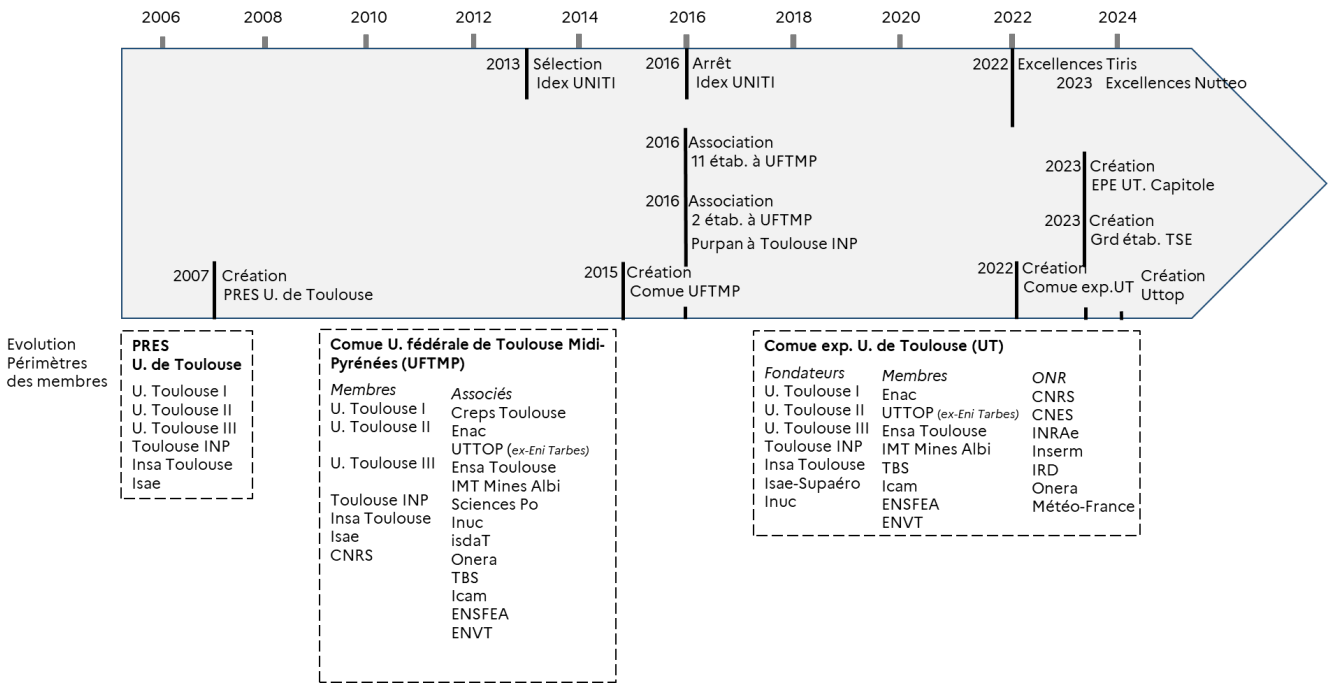 2006 2008 2010 2012 2014 2016 2018 2020 2022 2024
2013 Sélection
Idex UNITI
2016 Arrêt
Idex UNITI
2022 Excellences Tiris
2023 Excellences Nutteo
2016 Association
11 étab. à UFTMP
2016 Association
2 étab. à UFTMP
Purpan à Toulouse INP
2023 Création
EPE UT. Capitole
2023 Création
Grd étab. TSE
2007 Création
PRES U. de Toulouse
2015 Création
Comue UFTMP
2022 Création
Comue exp.UT
Création
Uttop
Evolution
Périmètres
des membres
PRES
U. de Toulouse
U. Toulouse I
U. Toulouse II
U. Toulouse III
Toulouse INP
Insa Toulouse
Isae
Comue U. fédérale de Toulouse Midi-
Pyrénées (UFTMP)
Membres
U. Toulouse I
U. Toulouse II
U. Toulouse III
Toulouse INP
Insa Toulouse
Isae
CNRS
Associés
Creps Toulouse
Enac
UTTOP (ex-Eni Tarbes)
Ensa Toulouse
IMT Mines Albi
Sciences Po
Inuc
isdaT
Onera
TBS
Icam
ENSFEA
ENVT
Comue exp. U. de Toulouse (UT)
Fondateurs
U. Toulouse I
U. Toulouse II
U. Toulouse III
Toulouse INP
Insa Toulouse
Isae-Supaéro
Inuc
Membres
Enac
UTTOP (ex-Eni Tarbes)
Ensa Toulouse
IMT Mines Albi
TBS
Icam
ENSFEA
ENVT
ONR
CNRS
CNES
INRAe
Inserm
IRD
Onera
Météo-France